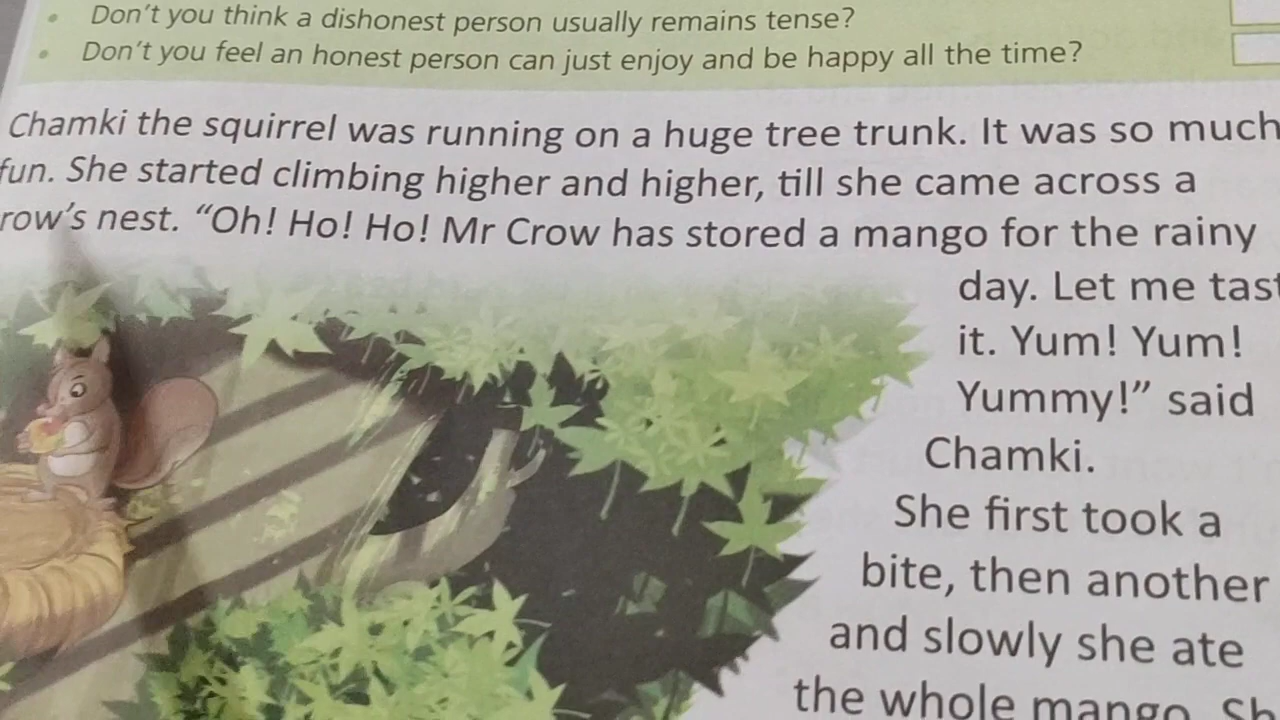 Don't you think a dishonest person usually remains tense?
Don't you feel an honest person can just enjoy and be happy all the time?
Chamki the squirrel was running on a huge tree trunk. It was so much
fun. She started climbing higher and higher, till she came across a
row's nest. "Oh! Ho! Ho! Mr Crow has stored a mango for the rainy
day. Let me tast
it. Yum! Yum!
Yummy!" said
Chamki.
She first took a
bite, then another
and slowly she ate
the whole mango. Sh